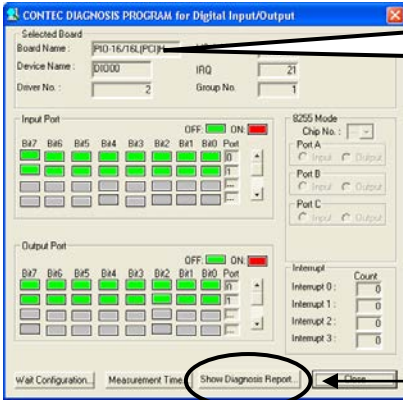 CONTEC DIAGNOSIS PROGRAM for Digital Input/Output
Selected Board
Board Name : PIO-16/16L(PCI)H
Device Name : DIO00 IRQ 21
Driver No. : 2 Group No. 1
Input Port
OFF: ON:
Bit7 Bit6 Bit5 Bit4 Bit3 Bit2 Bit1 Bit0 Port
0
1
---
---
8255 Mode
Chip No. :
Port A
Input Output
Port B
Input Output
Port C
Input Output
Output Port
OFF: ON:
Bit7 Bit6 Bit5 Bit4 Bit3 Bit2 Bit1 Bit0 Port
0
1
---
---
Interrupt
Count
Interrupt 0 : 0
Interrupt 1 : 0
Interrupt 2 : 0
Interrupt 3 : 0
Wait Configuration... Measurement Time... Show Diagnosis Report... Close